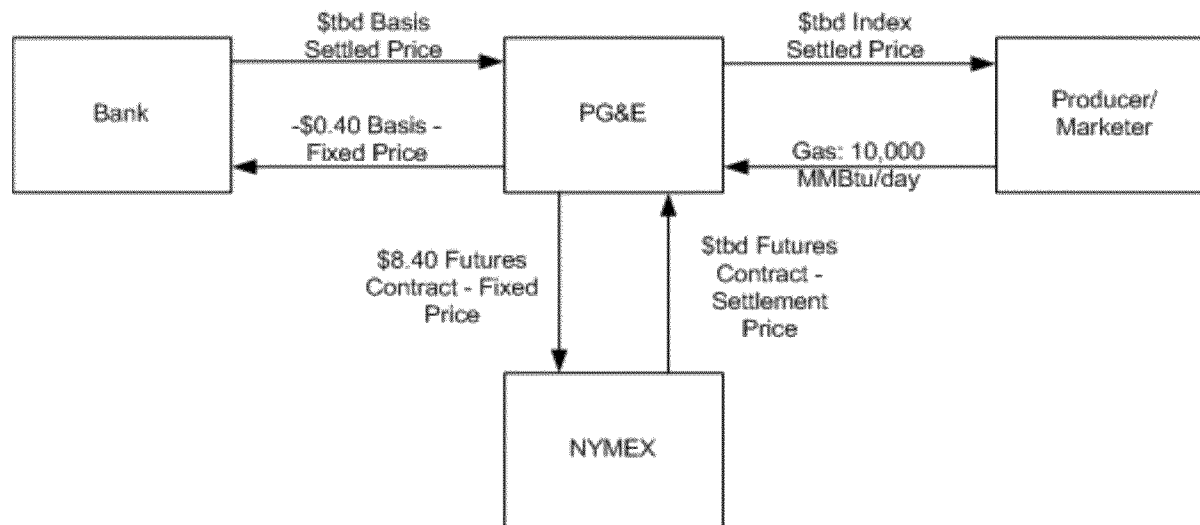 $tbd Basis
Settled Price
$tbd Index
Settled Price
Bank
PG&E
Producer/
Marketer
-$0.40 Basis -
Fixed Price
Gas: 10,000
MMBtu/day
$8.40 Futures
Contract - Fixed
Price
$tbd Futures
Contract -
Settlement
Price
NYMEX